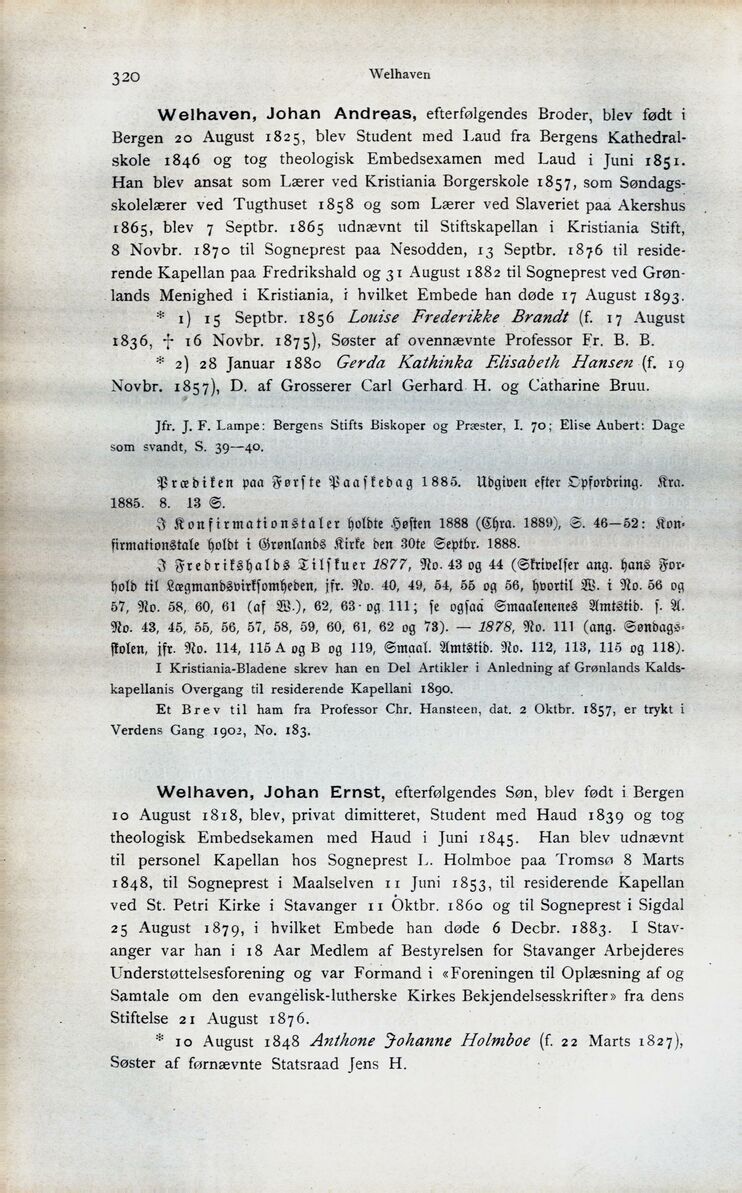 320
Welhaven
Welhaven, Johan Andreas, efterfølgendes Broder, blev født i
Bergen 20 August 1825, blev Student med Laud fra Bergens Kathedral-
skole 1846 og tog theologisk Embedsexamen med Laud i Juni 1851.
Han blev ansat som Lærer ved Kristiania Borgerskole 1857, som Søndags-
skolelærer ved Tugthuset 1858 og som Lærer ved Slaveriet paa Akershus
1865, blev 7 Septbr. 1865 udnævnt til Stiftskapellan i Kristiania Stift,
8 Novbr. 1870 til Sogneprest paa Nesodden, 13 Septbr. 1876 til reside-
rende Kapellan paa Fredrikshald og 31 August 1882 til Sogneprest ved Grøn-
lands Menighed i Kristiania, i hvilket Embede han døde 17 August 1893.
* 1) 15 Septbr. 1856 Louise Frederikke Brandt (f. 17 August
1836, † 16 Novbr. 1875), Søster af ovennævnte Professor Fr. B. B.
* 2) 28 Januar 1880 Gerda Kathinka Elisabeth Hansen (f. 19
Novbr. 1857), D. af Grosserer Carl Gerhard H. og Catharine Bruu.
Jfr. J. F. Lampe: Bergens Stifts Biskoper og Præster, I. 70; Elise Aubert: Dage
som svandt, S. 39—40.
Præbiken paa Første Paaskedag 1885. Udgiven efter Opfordring. Kra.
1885. 8. 13 S.
I Konfirmationstaler holdte Høsten 1888 (Chra. 1889), S. 46—52: Kon-
firmationstale holdt i Grønlands Kirke den 30te Septbr. 1888.
I Fredrikshalds Tilskuer 1877, No. 43 og 44 (Skrivelser ang. hans For-
hold til Lægmandsvirksomheden, jfr. No. 40, 49, 54, 55 og 56, hvortil W. i No. 56 og
57, No. 58, 60, 61 (af W.), 62, 63 og 111; se ogsaa Smaalenenes Amtstid. s. A.
No. 43, 45, 55, 56, 57, 58, 59, 60, 61, 62 og 73). — 1878, No. 111 (ang. Søndags-
skolen, jfr. No. 114, 115 A og B og 119, Smaal. Amtstid. No. 112, 113, 115 og 118).
I Kristiania-Bladene skrev han en Del Artikler i Anledning af Grønlands Kalds-
kapellanis Overgang til residerende Kapellani 1890.
Et Brev til ham fra Professor Chr. Hansteen, dat. 2 Oktbr. 1857, er trykt i
Verdens Gang 1902, No. 183.
Welhaven, Johan Ernst, efterfølgendes Søn, blev født i Bergen
10 August 1818, blev, privat dimitteret, Student med Haud 1839 og tog
theologisk Embedsekamen med Haud i Juni 1845. Han blev udnævnt
til personel Kapellan hos Sogneprest L. Holmboe paa Tromsø 8 Marts
1848, til Sogneprest i Maalselven 11 Juni 1853, til residerende Kapellan
ved St. Petri Kirke i Stavanger 11 Oktbr. 1860 og til Sogneprest i Sigdal
25 August 1879, i hvilket Embede han døde 6 Decbr. 1883. I Stav-
anger var han i 18 Aar Medlem af Bestyrelsen for Stavanger Arbejderes
Understøttelsesforening og var Formand i «Foreningen til Oplæsning af og
Samtale om den evangelisk-lutherske Kirkes Bekjendelsesskrifter» fra dens
Stiftelse 21 August 1876.
* 10 August 1848 Anthone Johanne Holmboe (f. 22 Marts 1827),
Søster af førnævnte Statsraad Jens H.